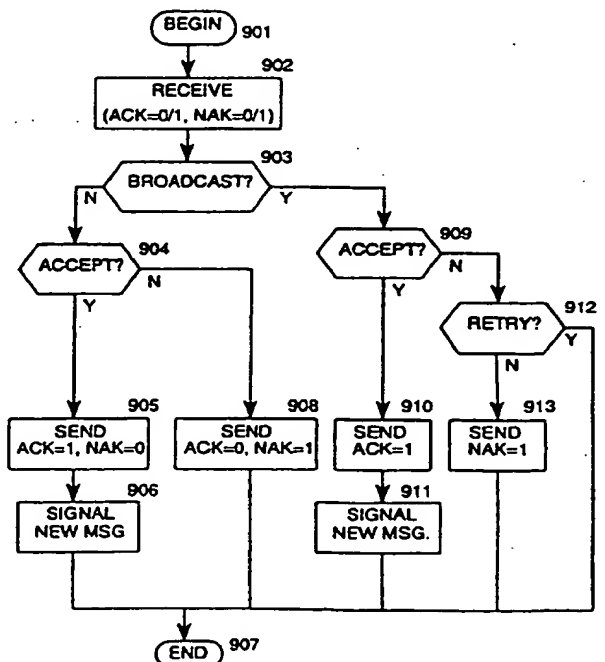 BEGIN
901
902
RECEIVE
(ACK=0/1, NAK=0/1)
903
BROADCAST?
N
Y
904
ACCEPT?
N
Y
909
ACCEPT?
N
Y
912
RETRY?
Y
N
905
SEND
ACK=1, NAK=0
908
SEND
ACK=0, NAK=1
910
SEND
ACK=1
913
SEND
NAK=1
906
SIGNAL
NEW MSG
911
SIGNAL
NEW MSG.
END
907